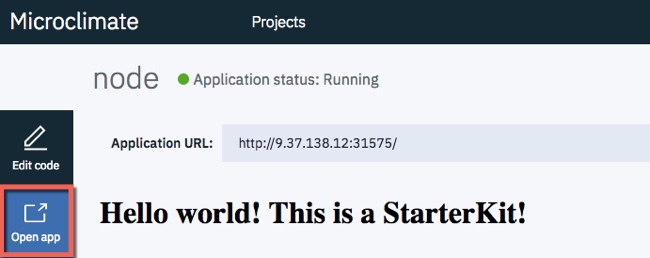 Microclimate Projects
node Application status: Running
Edit code
Application URL: http://9.37.138.12:31575/
Open app
Hello world! This is a StarterKit!